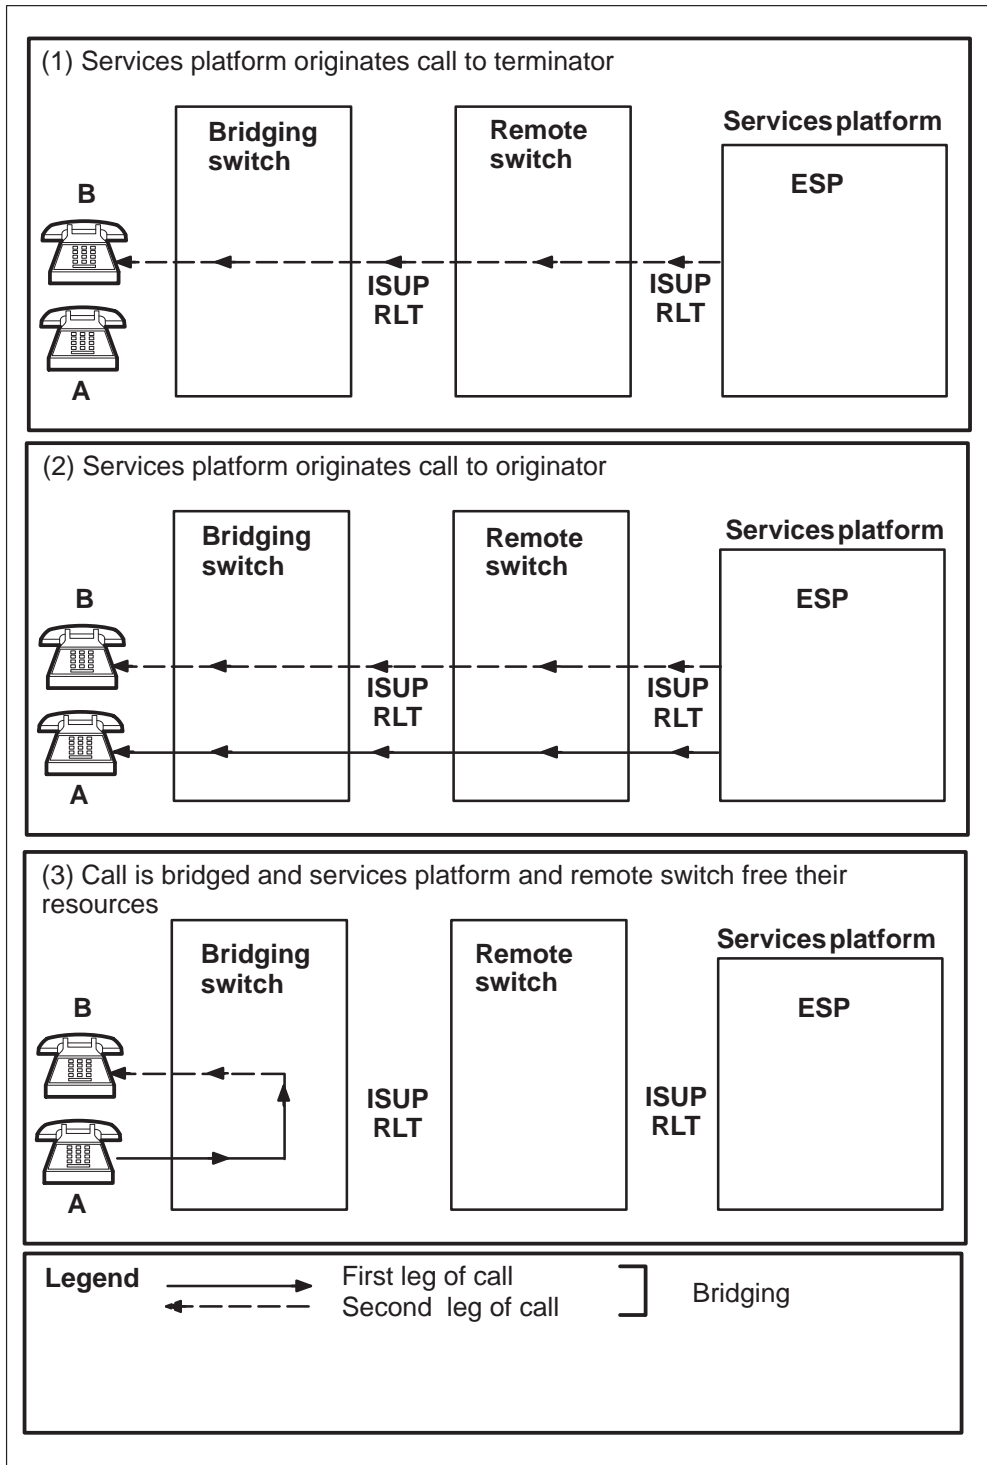 (1) Services platform originates call to terminator
Bridging
switch
Remote
switch
Services platform
ESP
B
ISUP
RLT
ISUP
RLT
A
(2) Services platform originates call to originator
Bridging
switch
Remote
switch
Services platform
ESP
B
ISUP
RLT
ISUP
RLT
A
(3) Call is bridged and services platform and remote switch free their
resources
Bridging
switch
Remote
switch
Services platform
ESP
B
ISUP
RLT
ISUP
RLT
A
Legend
First leg of call
Second leg of call
Bridging